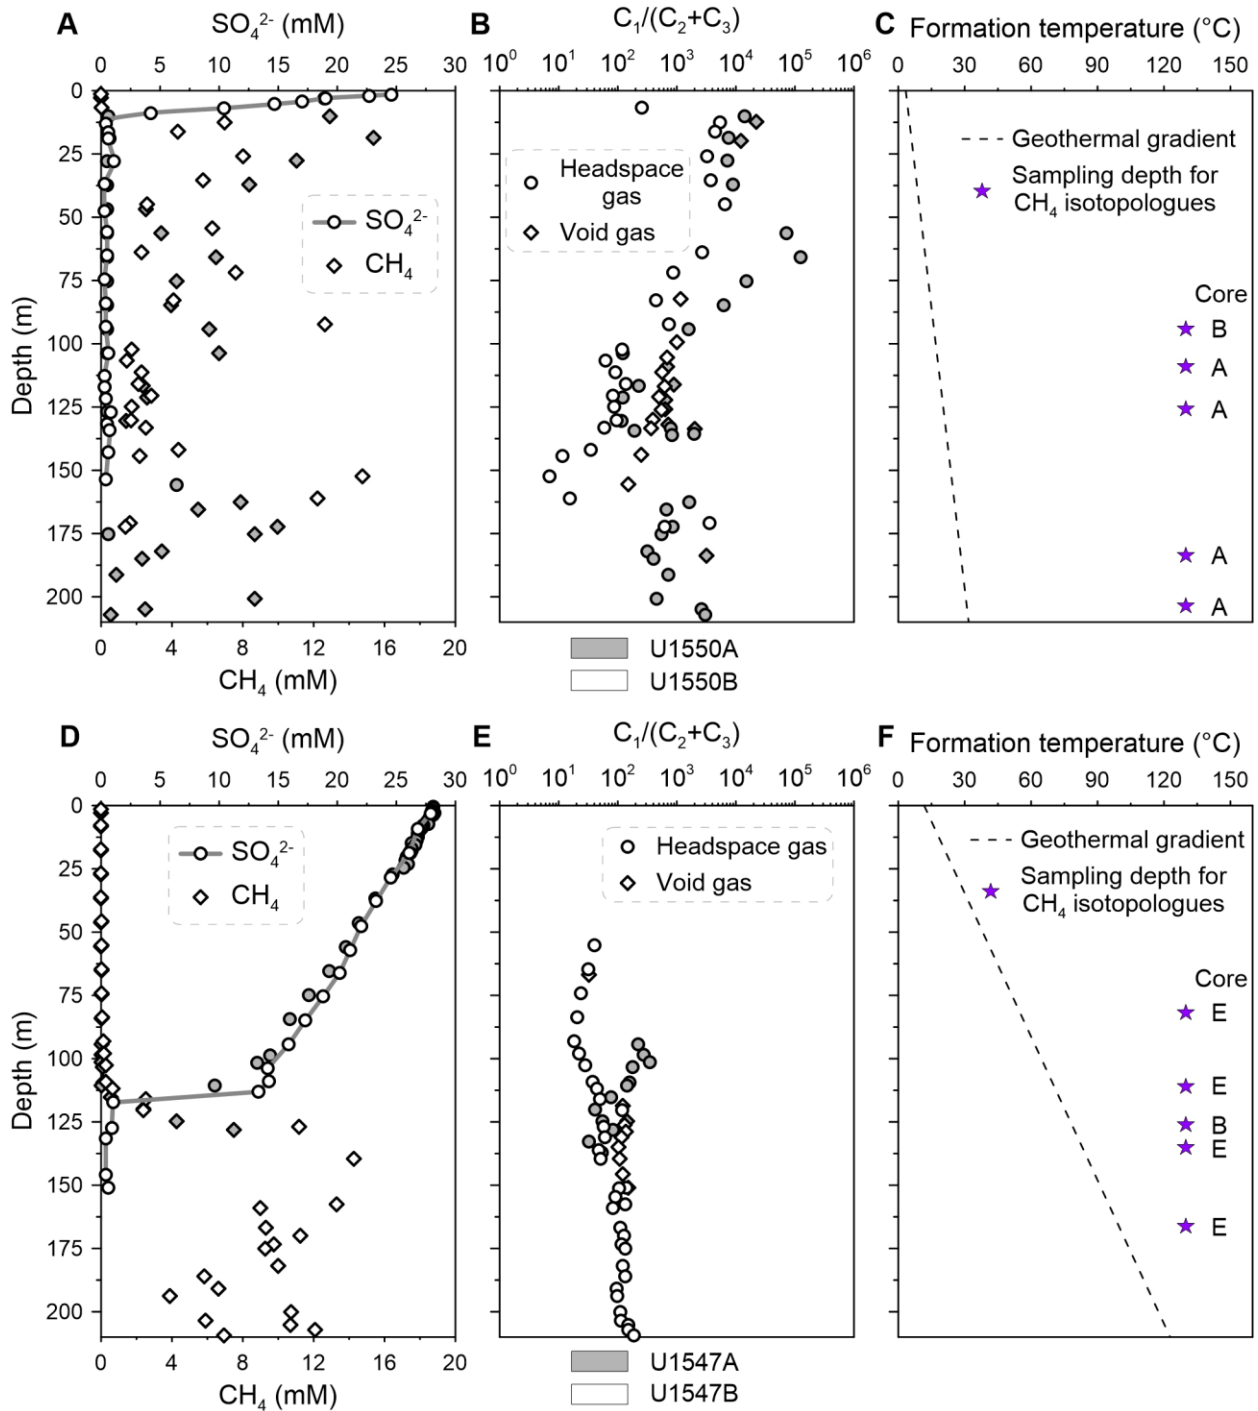 A SO₄²⁻ (mM) B C₁/(C₂+C₃) C Formation temperature (°C)
0 5 10 15 20 25 30 10⁰ 10¹ 10² 10³ 10⁴ 10⁵ 10⁶ 0 30 60 90 120 150
0
25
50
75
100
125
150
175
200
Depth (m)
SO₄²⁻
CH₄
Headspace
gas
Void gas
Geothermal gradient
Sampling depth for
CH₄ isotopologues
Core
B
A
A
A
A
0 4 8 12 16 20
CH₄ (mM)
U1550A
U1550B
D SO₄²⁻ (mM) E C₁/(C₂+C₃) F Formation temperature (°C)
0 5 10 15 20 25 30 10⁰ 10¹ 10² 10³ 10⁴ 10⁵ 10⁶ 0 30 60 90 120 150
0
25
50
75
100
125
150
175
200
Depth (m)
SO₄²⁻
CH₄
Headspace gas
Void gas
Geothermal gradient
Sampling depth for
CH₄ isotopologues
Core
E
E
B
E
E
0 4 8 12 16 20
CH₄ (mM)
U1547A
U1547B